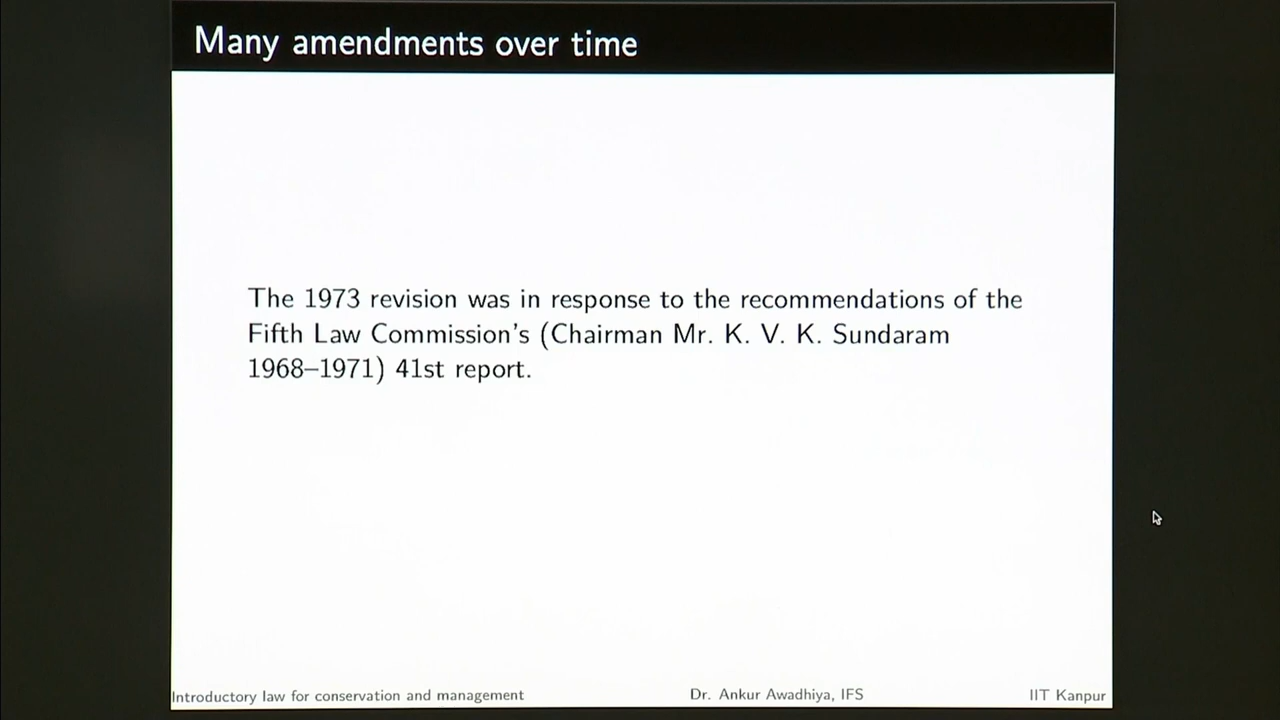 Many amendments over time
The 1973 revision was in response to the recommendations of the
Fifth Law Commission's (Chairman Mr. K. V. K. Sundaram
1968–1971) 41st report.
Introductory law for conservation and management Dr. Ankur Awadhiya, IFS IIT Kanpur